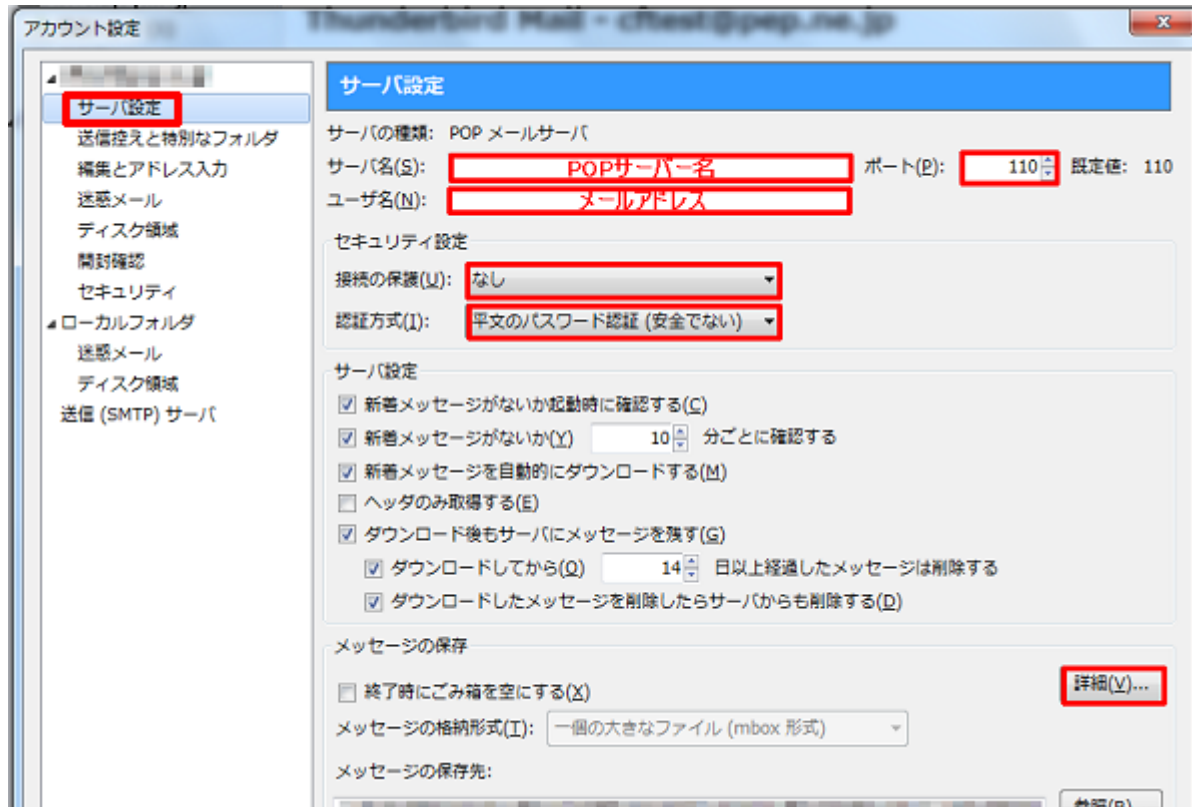 アカウント設定
Thunderbird Mail - cftest@pep.ne.jp
サーバ設定
送信控えと特別なフォルダ
編集とアドレス入力
迷惑メール
ディスク領域
開封確認
セキュリティ
ローカルフォルダ
迷惑メール
ディスク領域
送信 (SMTP) サーバ
サーバ設定
サーバの種類: POP メールサーバ
サーバ名(S): POPサーバー名 ポート(P): 110 既定値: 110
ユーザ名(N): メールアドレス
セキュリティ設定
接続の保護(U): なし
認証方式(I): 平文のパスワード認証 (安全でない)
サーバ設定
新着メッセージがないか起動時に確認する(C)
新着メッセージがないか(Y) 10 分ごとに確認する
新着メッセージを自動的にダウンロードする(M)
ヘッダのみ取得する(E)
ダウンロード後もサーバにメッセージを残す(G)
ダウンロードしてから(O) 14 日以上経過したメッセージは削除する
ダウンロードしたメッセージを削除したらサーバからも削除する(D)
メッセージの保存
終了時にごみ箱を空にする(X) 詳細(V)...
メッセージの格納形式(T): 一個の大きなファイル (mbox 形式)
メッセージの保存先:
参照(B)